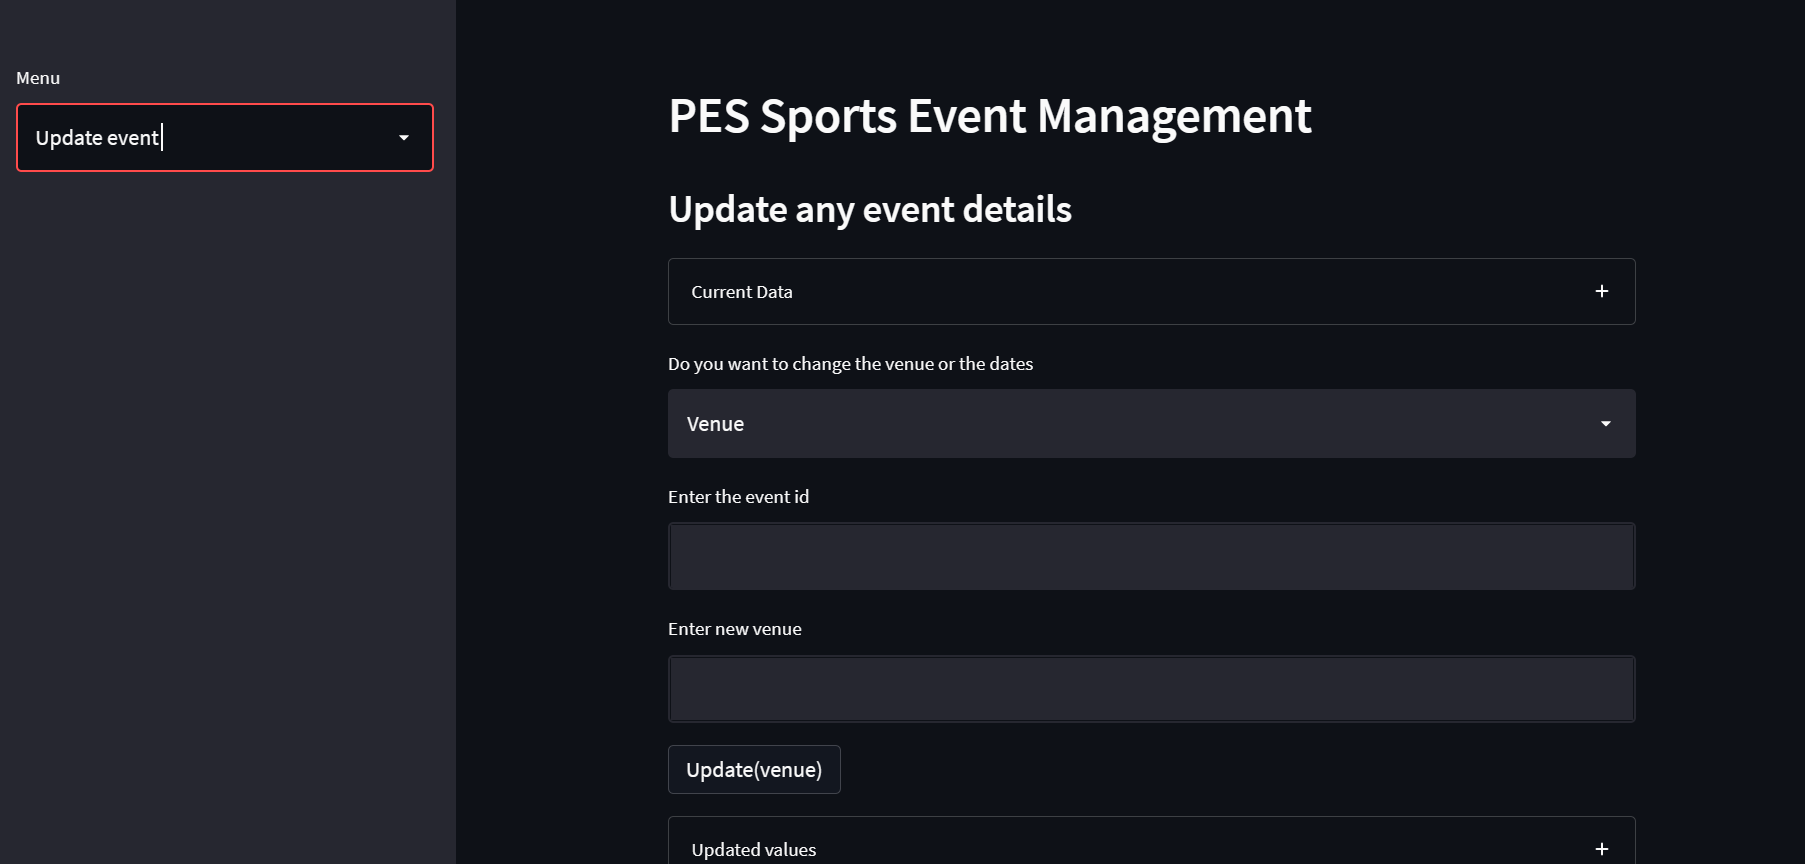 Menu
Update event
PES Sports Event Management
Update any event details
Current Data
Do you want to change the venue or the dates
Venue
Enter the event id
Enter new venue
Update(venue)
Updated values